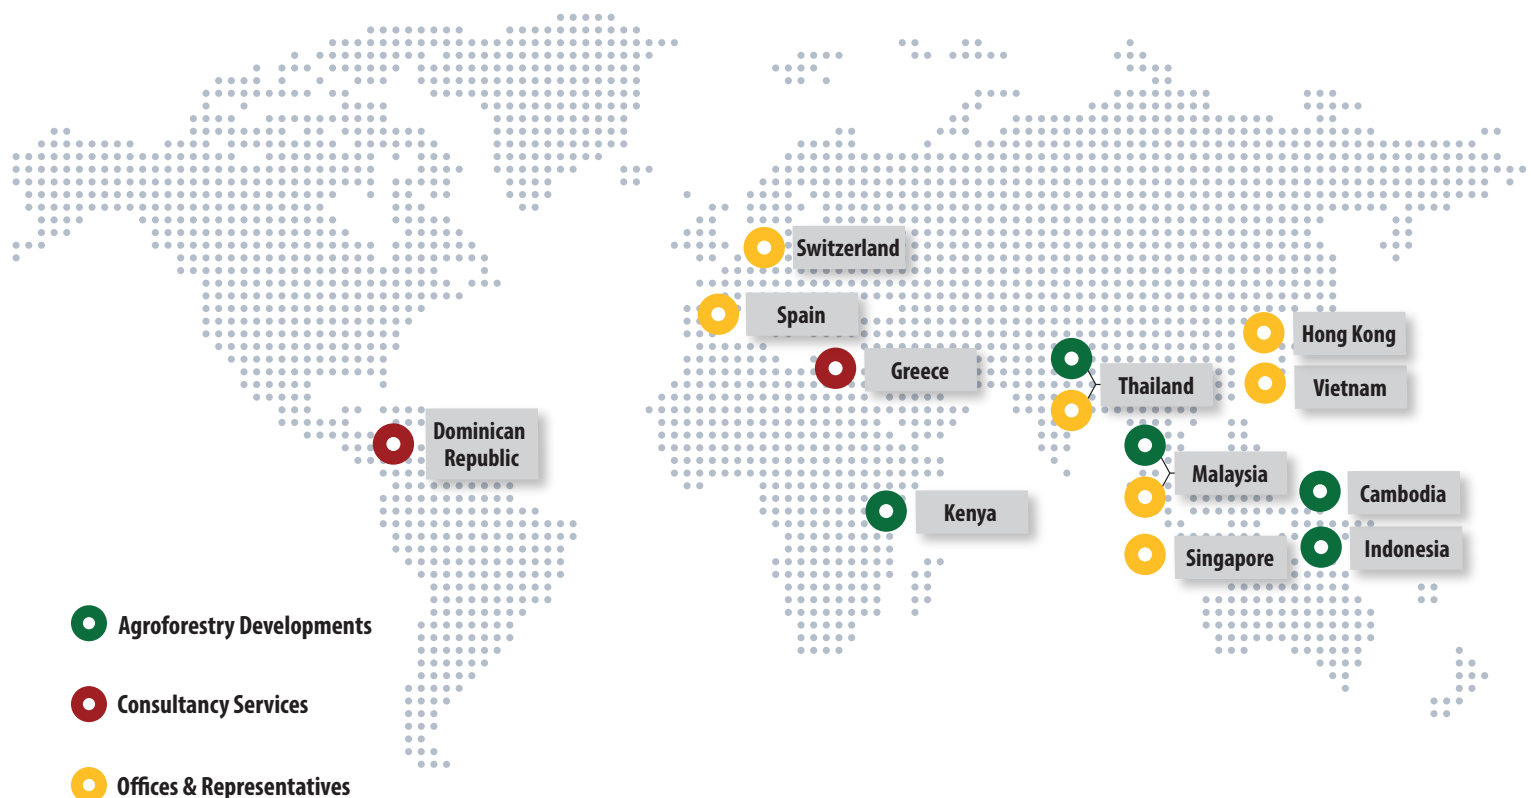 Switzerland
Spain
Hong Kong
Greece
Thailand
Vietnam
Dominican
Republic
Malaysia
Cambodia
Kenya
Singapore
Indonesia
Agroforestry Developments
Consultancy Services
Offices & Representatives